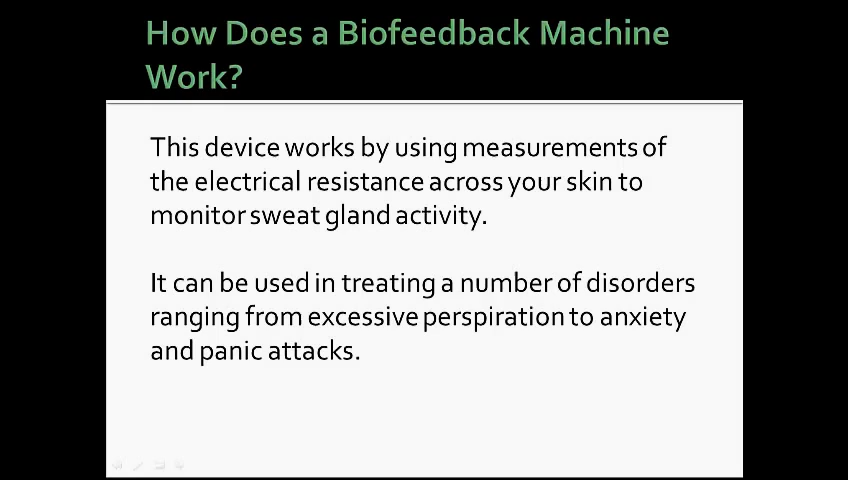 How Does a Biofeedback Machine
Work?
This device works by using measurements of
the electrical resistance across your skin to
monitor sweat gland activity.
It can be used in treating a number of disorders
ranging from excessive perspiration to anxiety
and panic attacks.